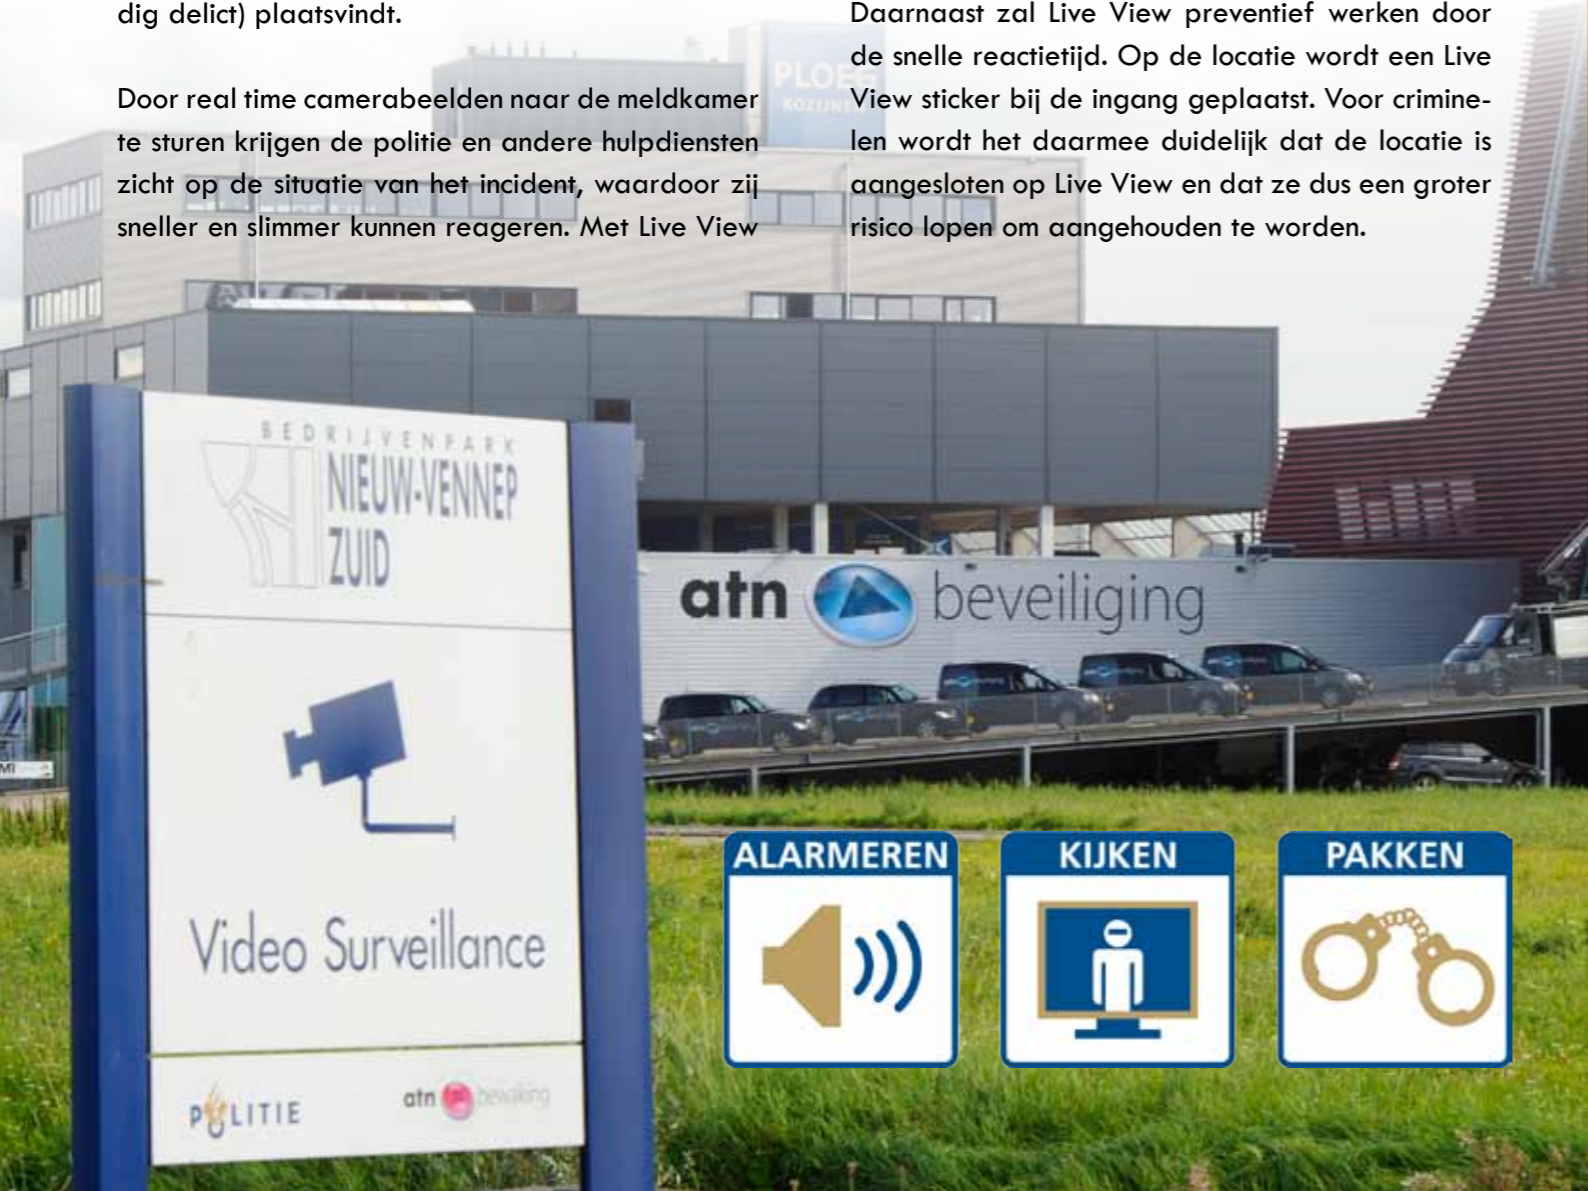 dig delict) plaatsvindt.
Door real time camerabeelden naar de meldkamer
te sturen krijgen de politie en andere hulpdiensten
zicht op de situatie van het incident, waardoor zij
sneller en slimmer kunnen reageren. Met Live View
Daarnaast zal Live View preventief werken door
de snelle reactietijd. Op de locatie wordt een Live
View sticker bij de ingang geplaatst. Voor crimine-
len wordt het daarmee duidelijk dat de locatie is
aangesloten op Live View en dat ze dus een groter
risico lopen om aangehouden te worden.
PLOEG
KOZIJNEN
BEDRIJVENPARK
NIEUW-VENNEP
ZUID
Video Surveillance
POLITIE
atn bewaking
atn beveiliging
ALARMEREN
KIJKEN
PAKKEN